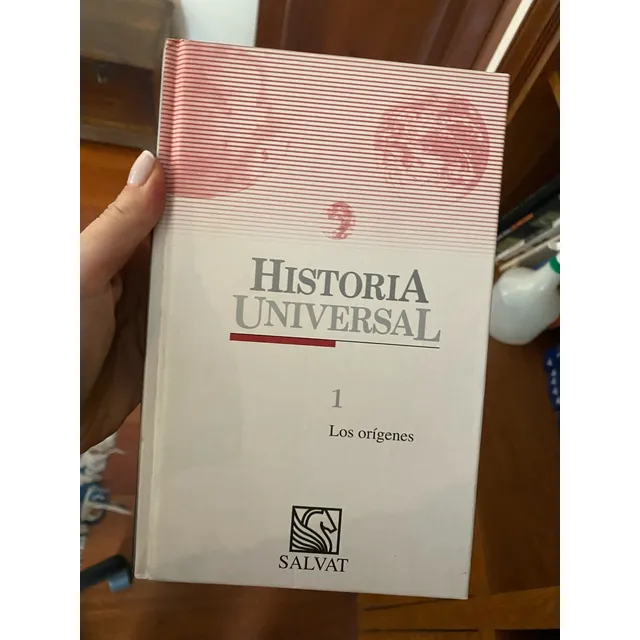 HISTORIA
UNIVERSAL
1
Los orígenes
SALVAT